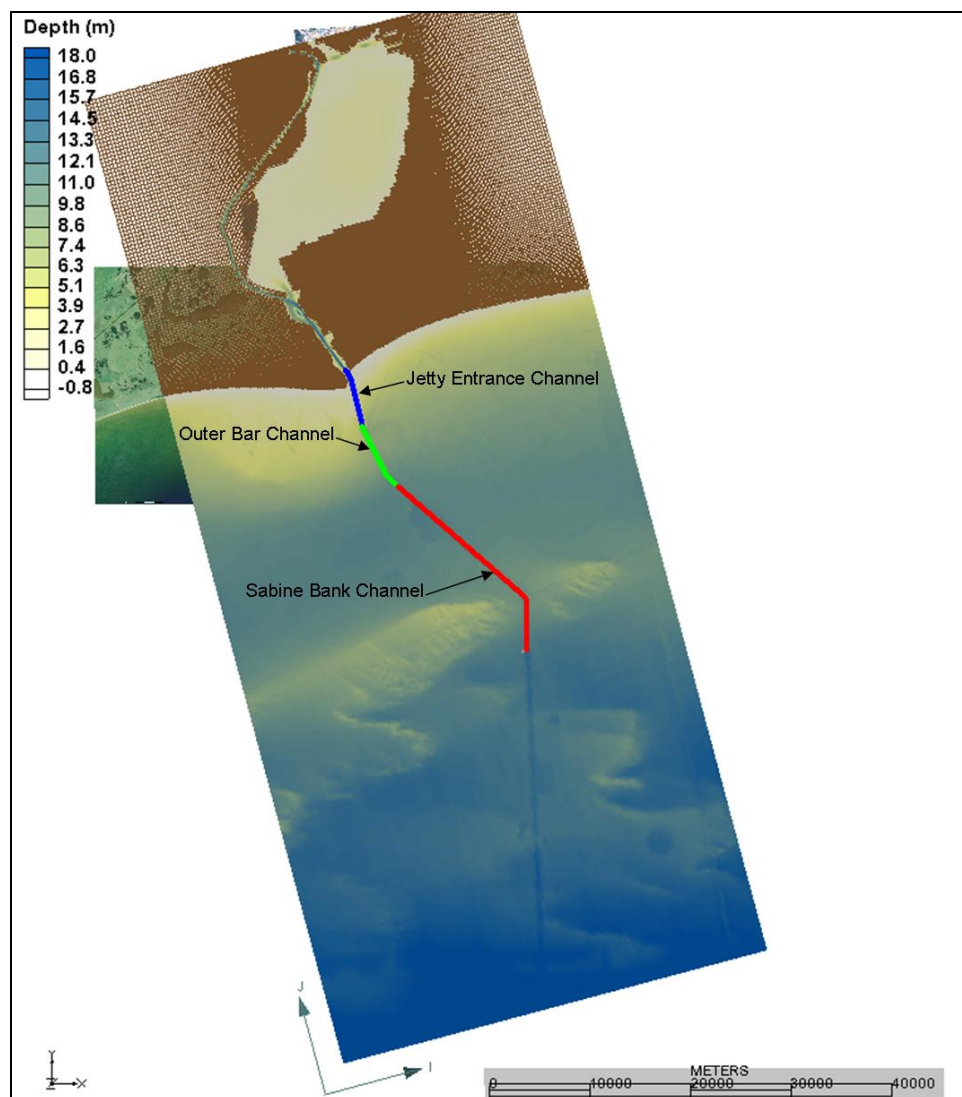 Depth (m)
18.0
16.8
15.7
14.5
13.3
12.1
11.0
9.8
8.6
7.4
6.3
5.1
3.9
2.7
1.6
0.4
-0.8
Jetty Entrance Channel
Outer Bar Channel
Sabine Bank Channel
J
I
Y
Z
X
METERS
0
10000
20000
30000
40000